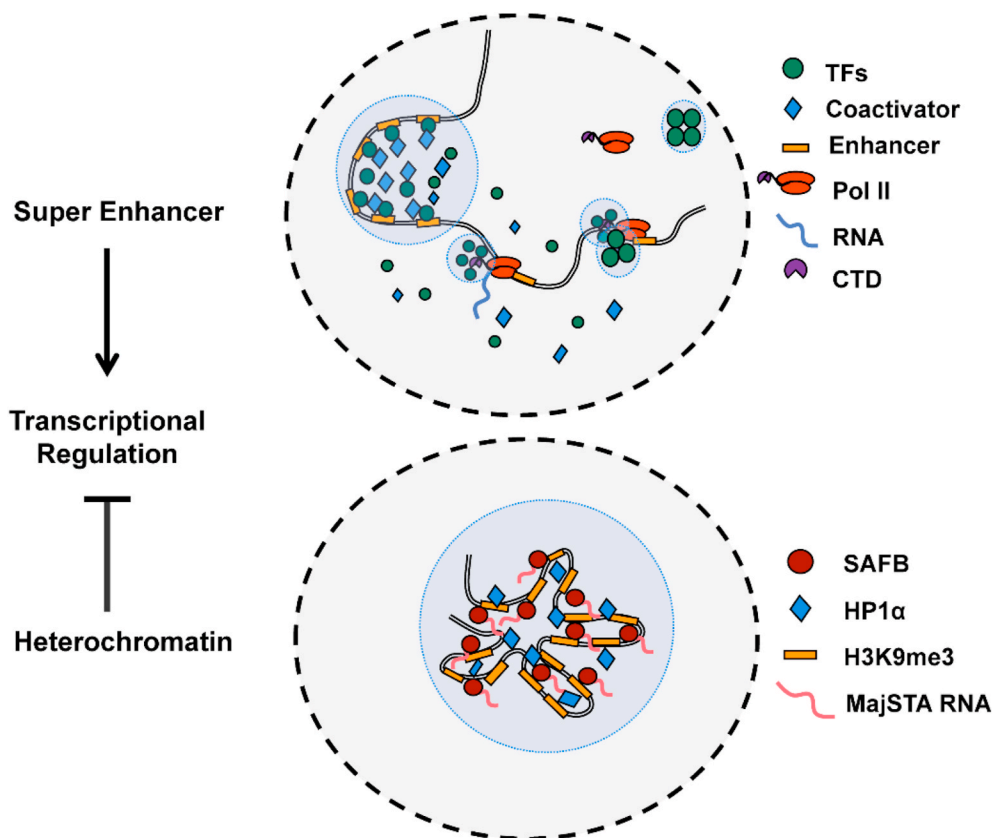 Super Enhancer
Transcriptional
Regulation
Heterochromatin
TFs
Coactivator
Enhancer
Pol II
RNA
CTD
SAFB
HP1α
H3K9me3
MajSTA RNA